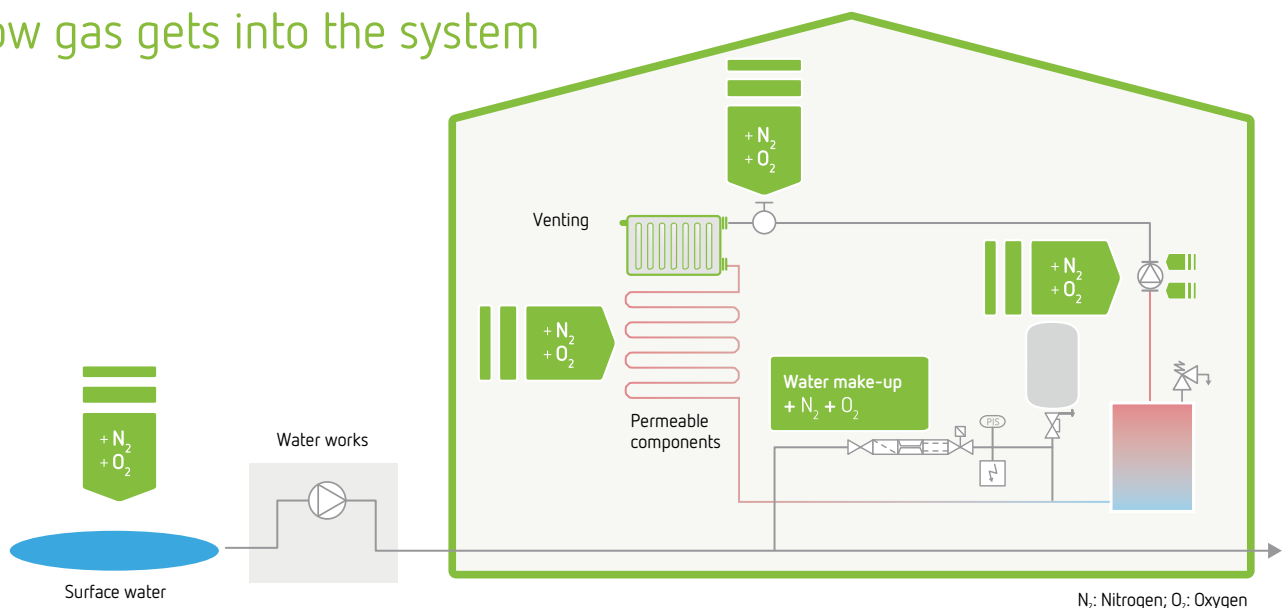 ow gas gets into the system
+ N₂
+ O₂
Venting
+ N₂
+ O₂
+ N₂
+ O₂
Water make-up
+ N₂ + O₂
Permeable
components
PIS
+ N₂
+ O₂
Water works
Surface water
N₂: Nitrogen; O₂: Oxygen